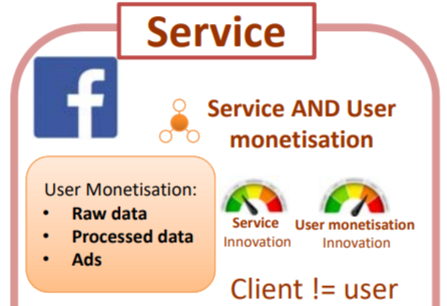 Service
f
Service AND User
monetisation
User Monetisation:
• Raw data
• Processed data
• Ads
Service
Innovation
User monetisation
Innovation
Client != user